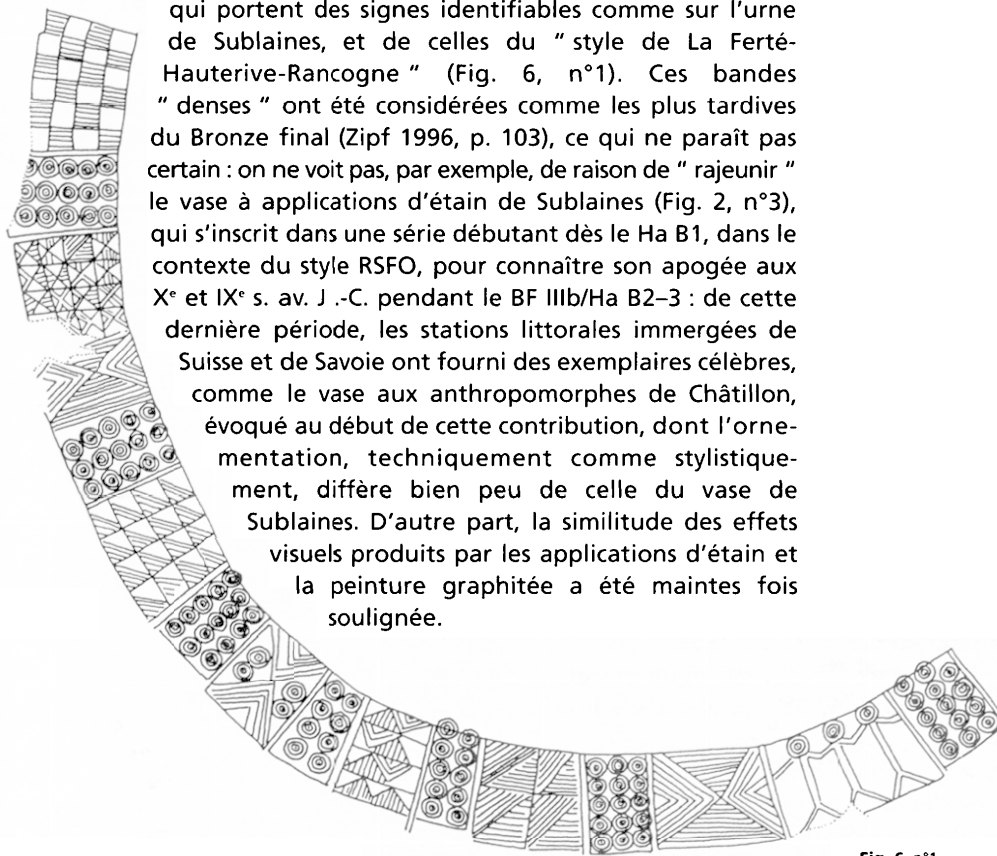 qui portent des signes identifiables comme sur l'urne
de Sublaines, et de celles du " style de La Ferté-
Hauterive-Rancogne " (Fig. 6, n°1). Ces bandes
" denses " ont été considérées comme les plus tardives
du Bronze final (Zipf 1996, p. 103), ce qui ne paraît pas
certain : on ne voit pas, par exemple, de raison de " rajeunir "
le vase à applications d'étain de Sublaines (Fig. 2, n°3),
qui s'inscrit dans une série débutant dès le Ha B1, dans le
contexte du style RSFO, pour connaître son apogée aux
Xᵉ et IXᵉ s. av. J .-C. pendant le BF IIIb/Ha B2–3 : de cette
dernière période, les stations littorales immergées de
Suisse et de Savoie ont fourni des exemplaires célèbres,
comme le vase aux anthropomorphes de Châtillon,
évoqué au début de cette contribution, dont l'orne-
mentation, techniquement comme stylistique-
ment, diffère bien peu de celle du vase de
Sublaines. D'autre part, la similitude des effets
visuels produits par les applications d'étain et
la peinture graphitée a été maintes fois
soulignée.
Fig. 6, n°1